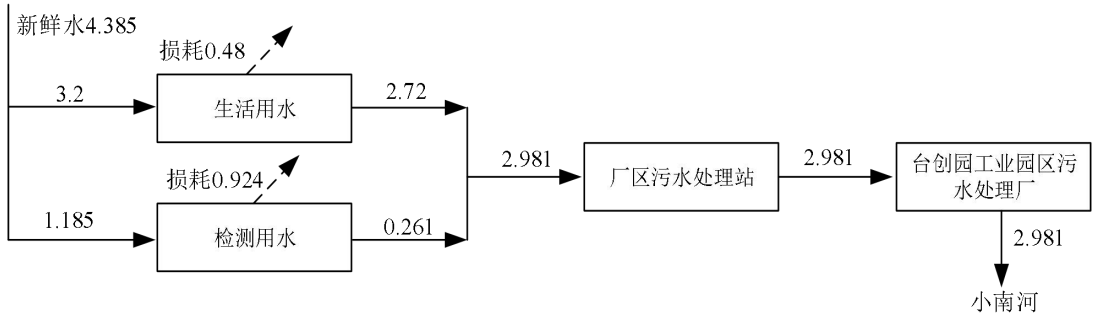 新鲜水4.385
损耗0.48
3.2
生活用水
2.72
损耗0.924
1.185
检测用水
0.261
2.981
厂区污水处理站
2.981
台创园工业园区污
水处理厂
2.981
小南河